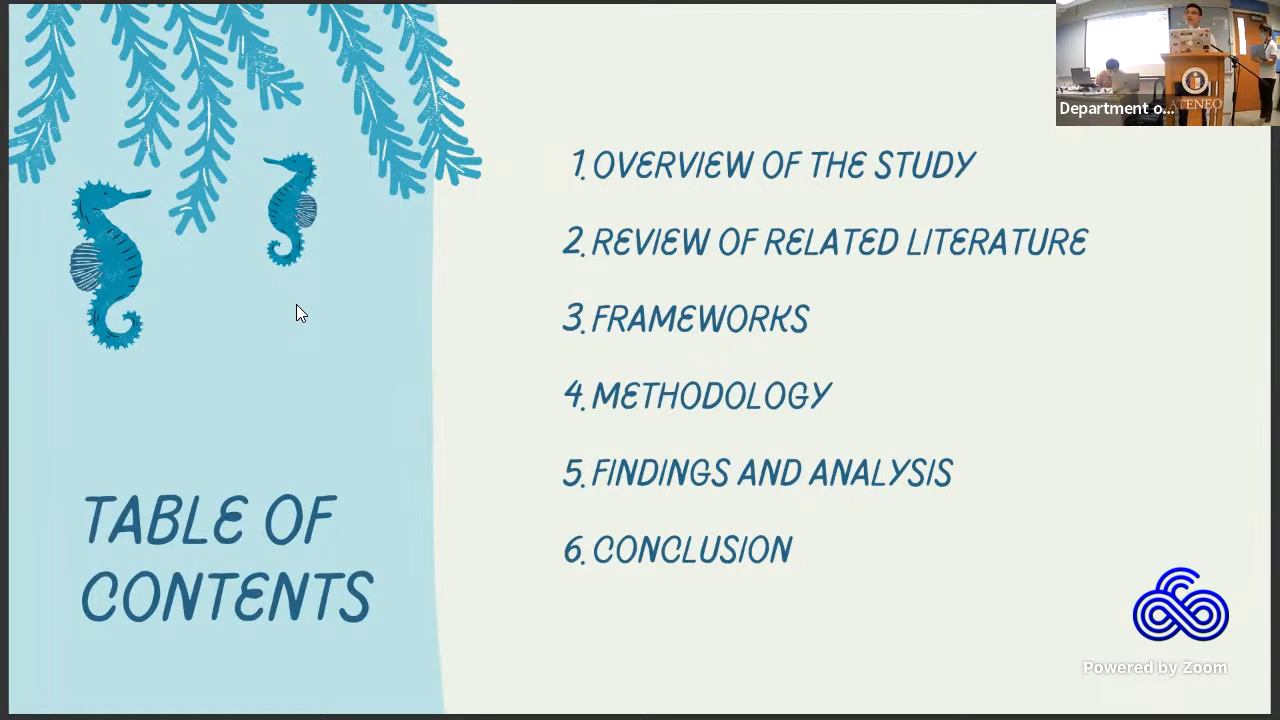 Department o...
ATENEO
1. OVERVIEW OF THE STUDY
2. REVIEW OF RELATED LITERATURE
3. FRAMEWORKS
4. METHODOLOGY
5. FINDINGS AND ANALYSIS
6. CONCLUSION
TABLE OF
CONTENTS
Powered by Zoom